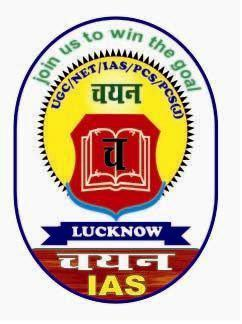 join us to win the goal
UGC/NET/IAS/PCS/PCS(J)
चयन
च
LUCKNOW
चयन
IAS